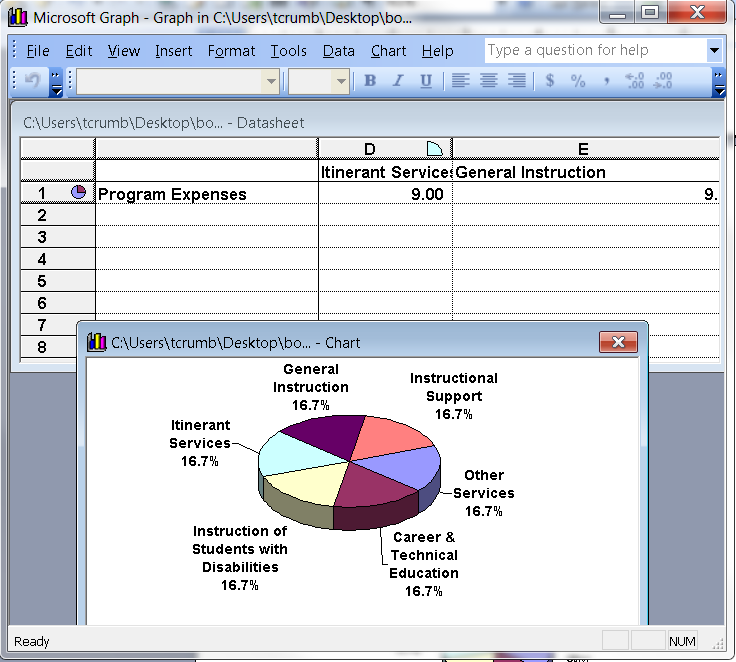 Microsoft Graph - Graph in C:\Users\tcrumb\Desktop\bo...
File Edit View Insert Format Tools Data Chart Help Type a question for help
B I U $ % , .0 .00 .00 .0
C:\Users\tcrumb\Desktop\bo... - Datasheet
D E
Itinerant Services General Instruction
1 Program Expenses 9.00 9.
2
3
4
5
6
7
8
C:\Users\tcrumb\Desktop\bo... - Chart
General
Instruction
16.7%
Instructional
Support
16.7%
Itinerant
Services
16.7%
Other
Services
16.7%
Instruction of
Students with
Disabilities
16.7%
Career &
Technical
Education
16.7%
Ready NUM